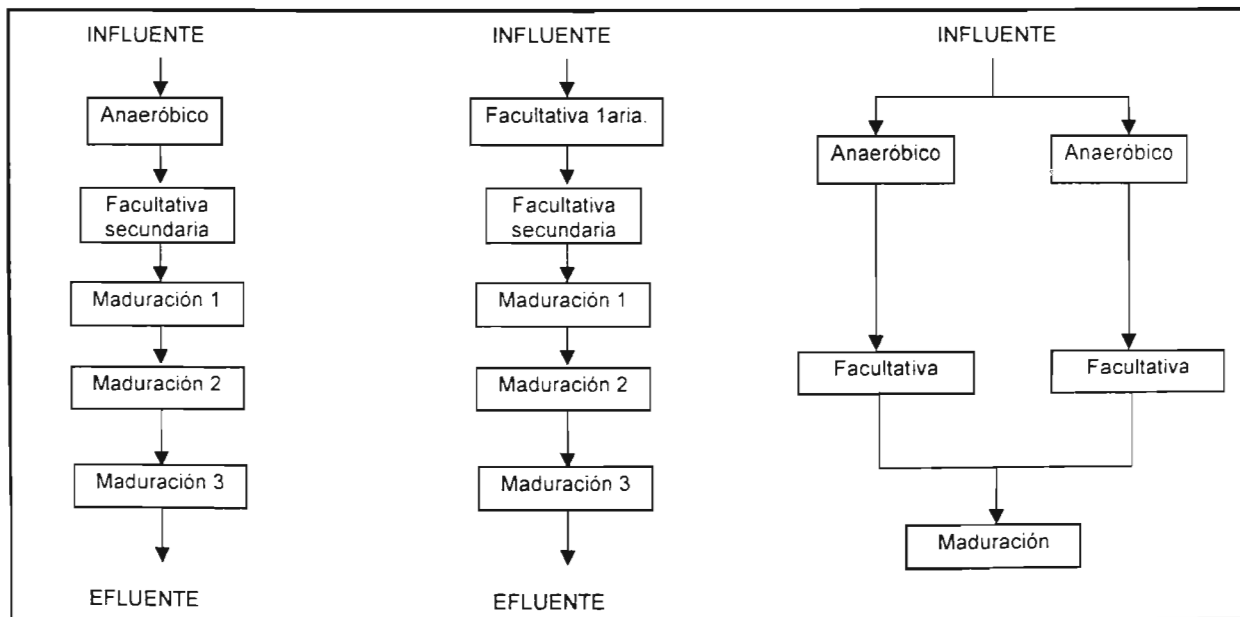 INFLUENTE
Anaeróbico
Facultativa
secundaria
Maduración 1
Maduración 2
Maduración 3
EFLUENTE
INFLUENTE
Facultativa 1aria.
Facultativa
secundaria
Maduración 1
Maduración 2
Maduración 3
EFLUENTE
INFLUENTE
Anaeróbico
Anaeróbico
Facultativa
Facultativa
Maduración